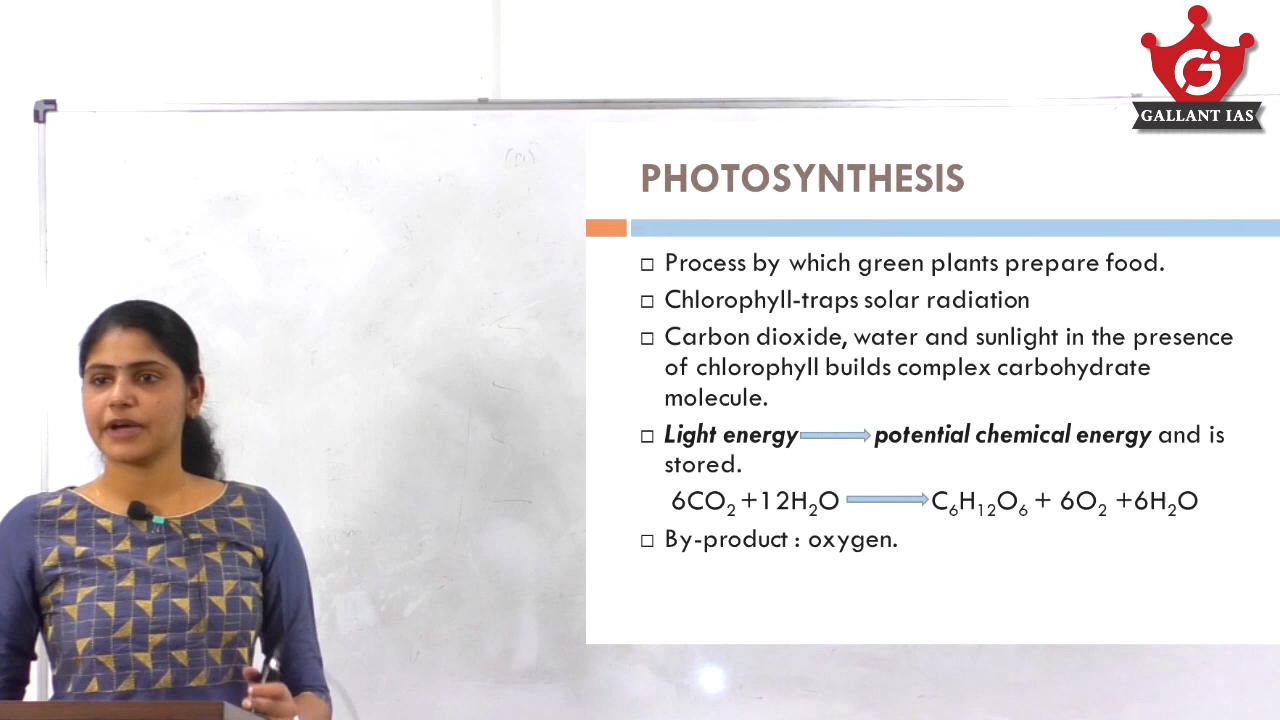 GALLANT IAS
PHOTOSYNTHESIS
□ Process by which green plants prepare food.
□ Chlorophyll-traps solar radiation
□ Carbon dioxide, water and sunlight in the presence
of chlorophyll builds complex carbohydrate
molecule.
□ Light energy → potential chemical energy and is
stored.
6CO₂ +12H₂O → C₆H₁₂O₆ + 6O₂ +6H₂O
□ By-product : oxygen.